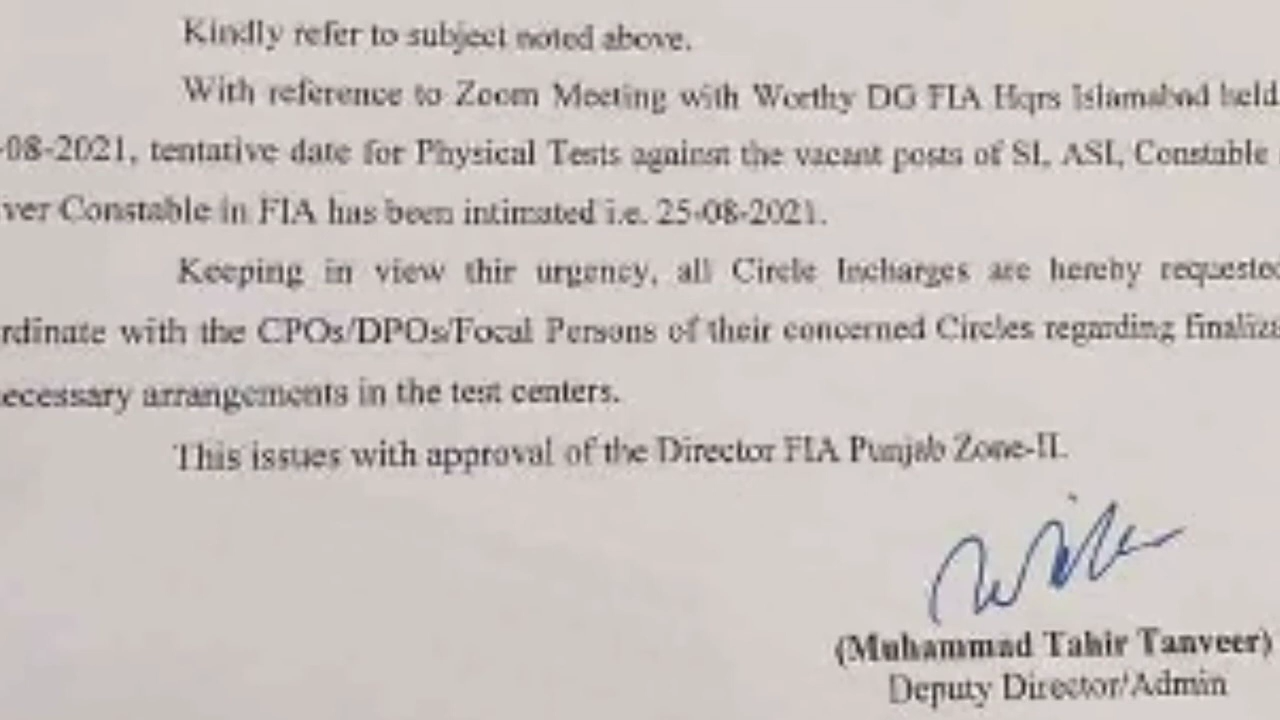 Kindly refer to subject noted above.
With reference to Zoom Meeting with Worthy DG FIA Hqrs Islamabad held
-08-2021, tentative date for Physical Tests against the vacant posts of SI, ASI, Constable
ver Constable in FIA has been intimated i.e. 25-08-2021.
Keeping in view thir urgency, all Circle Incharges are hereby requested
rdinate with the CPOs/DPOs/Focal Persons of their concerned Circles regarding finaliza
ecessary arrangements in the test centers.
This issues with approval of the Director FIA Punjab Zone-II.
(Muhammad Tahir Tanveer)
Deputy Director/Admin